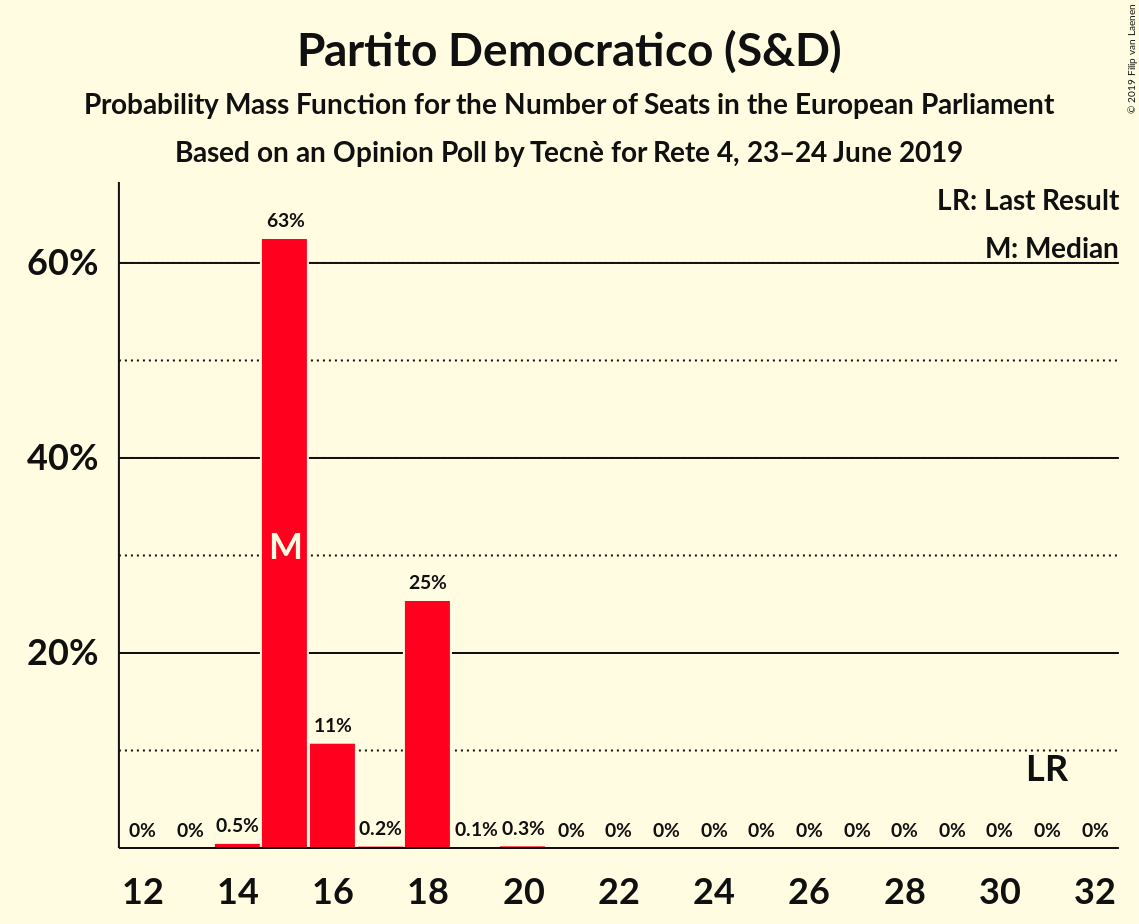 Partito Democratico (S&D)
Probability Mass Function for the Number of Seats in the European Parliament
Based on an Opinion Poll by Tecnè for Rete 4, 23–24 June 2019
© 2019 Filip van Laenen
LR: Last Result
M: Median
63%
60%
40%
M
25%
20%
11%
LR
0% 0% 0.5% 0.2% 0.1% 0.3% 0% 0% 0% 0% 0% 0% 0% 0% 0% 0% 0% 0%
12 14 16 18 20 22 24 26 28 30 32